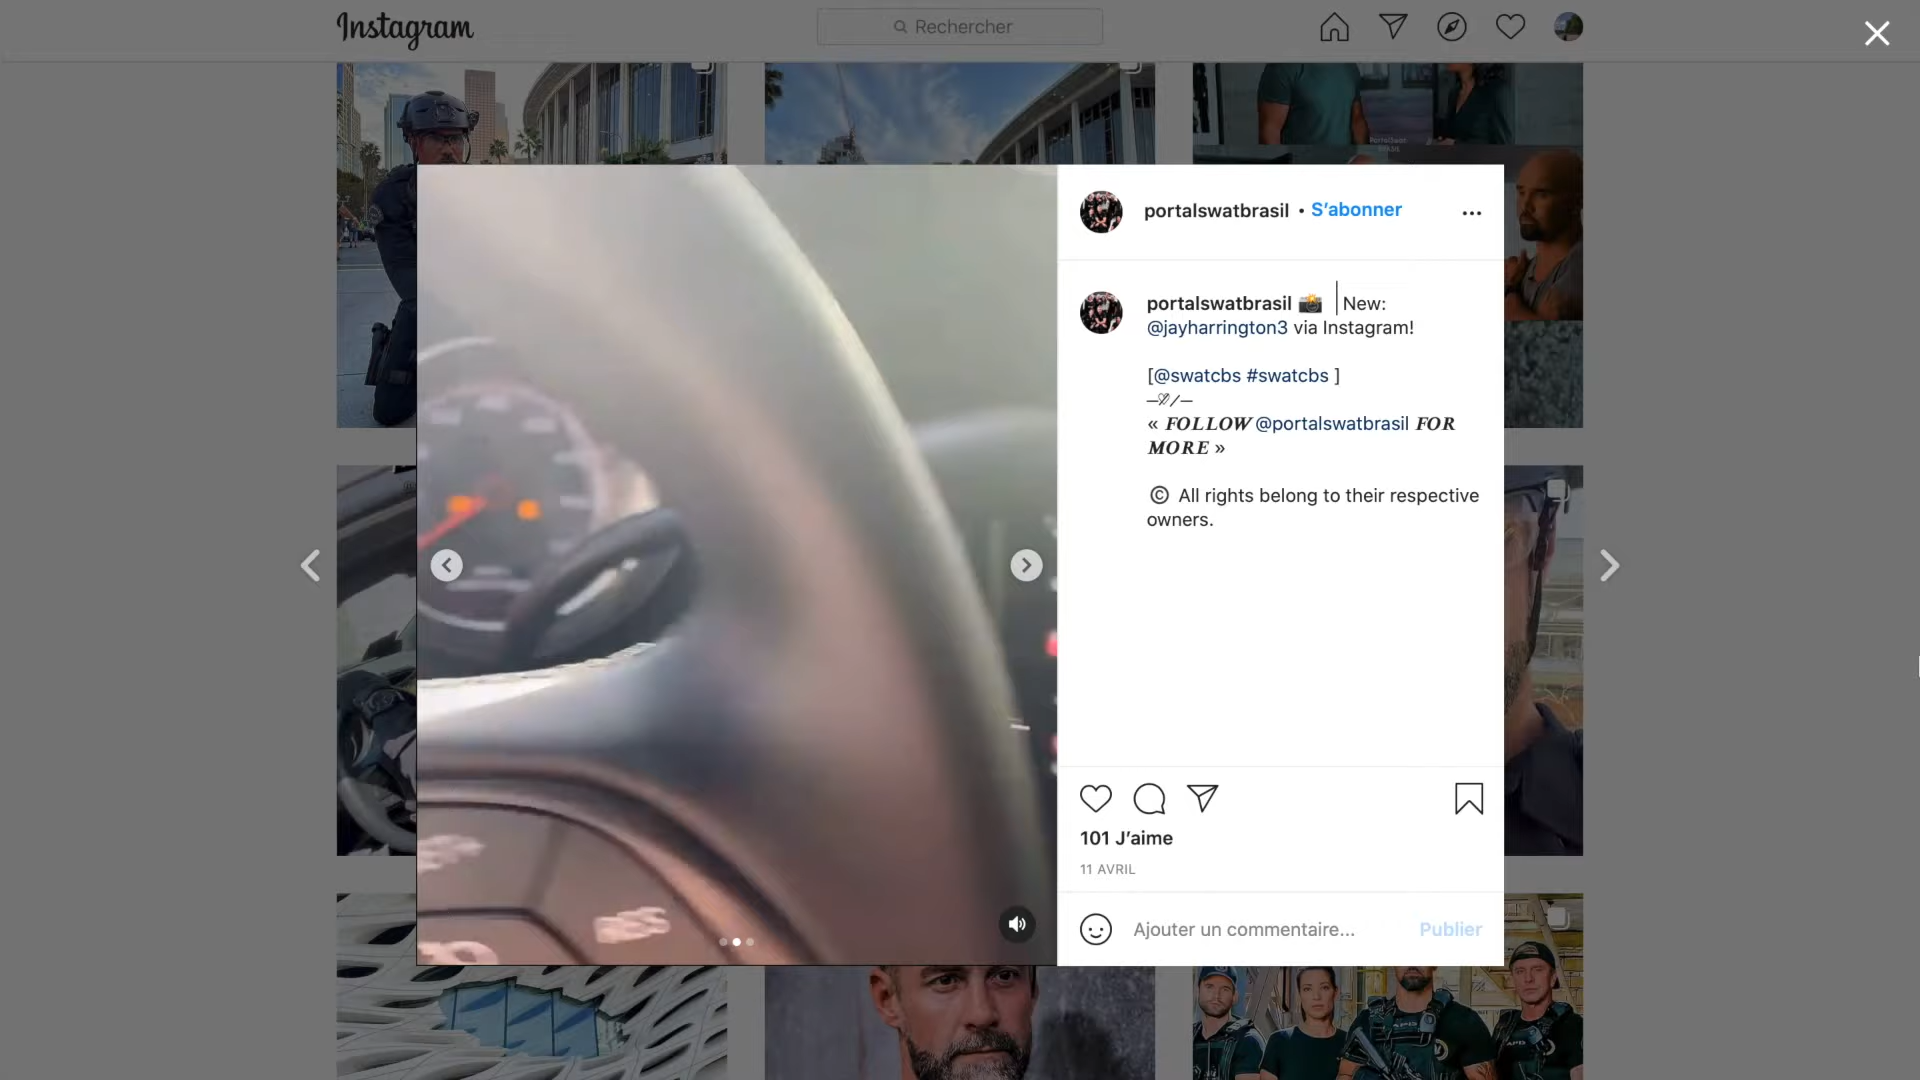 Instagram
Rechercher
portalswatbrasil • S'abonner
portalswatbrasil 📸 New:
@jayharrington3 via Instagram!
[@swatcbs #swatcbs ]
« 𝑭𝑶𝑳𝑳𝑶𝑾 @portalswatbrasil 𝑭𝑶𝑹
𝑴𝑶𝑹𝑬 »
© All rights belong to their respective
owners.
101 J'aime
11 AVRIL
Ajouter un commentaire... Publier